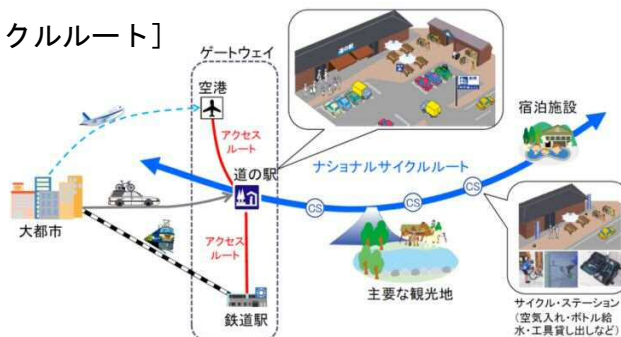 クルルート]
ゲートウェイ
空港
アクセス
ルート
道の駅
ナショナルサイクルルート
宿泊施設
大都市
CS
CS
CS
アクセス
ルート
主要な観光地
鉄道駅
サイクル・ステーション
(空気入れ・ボトル給
水・工具貸し出しなど)